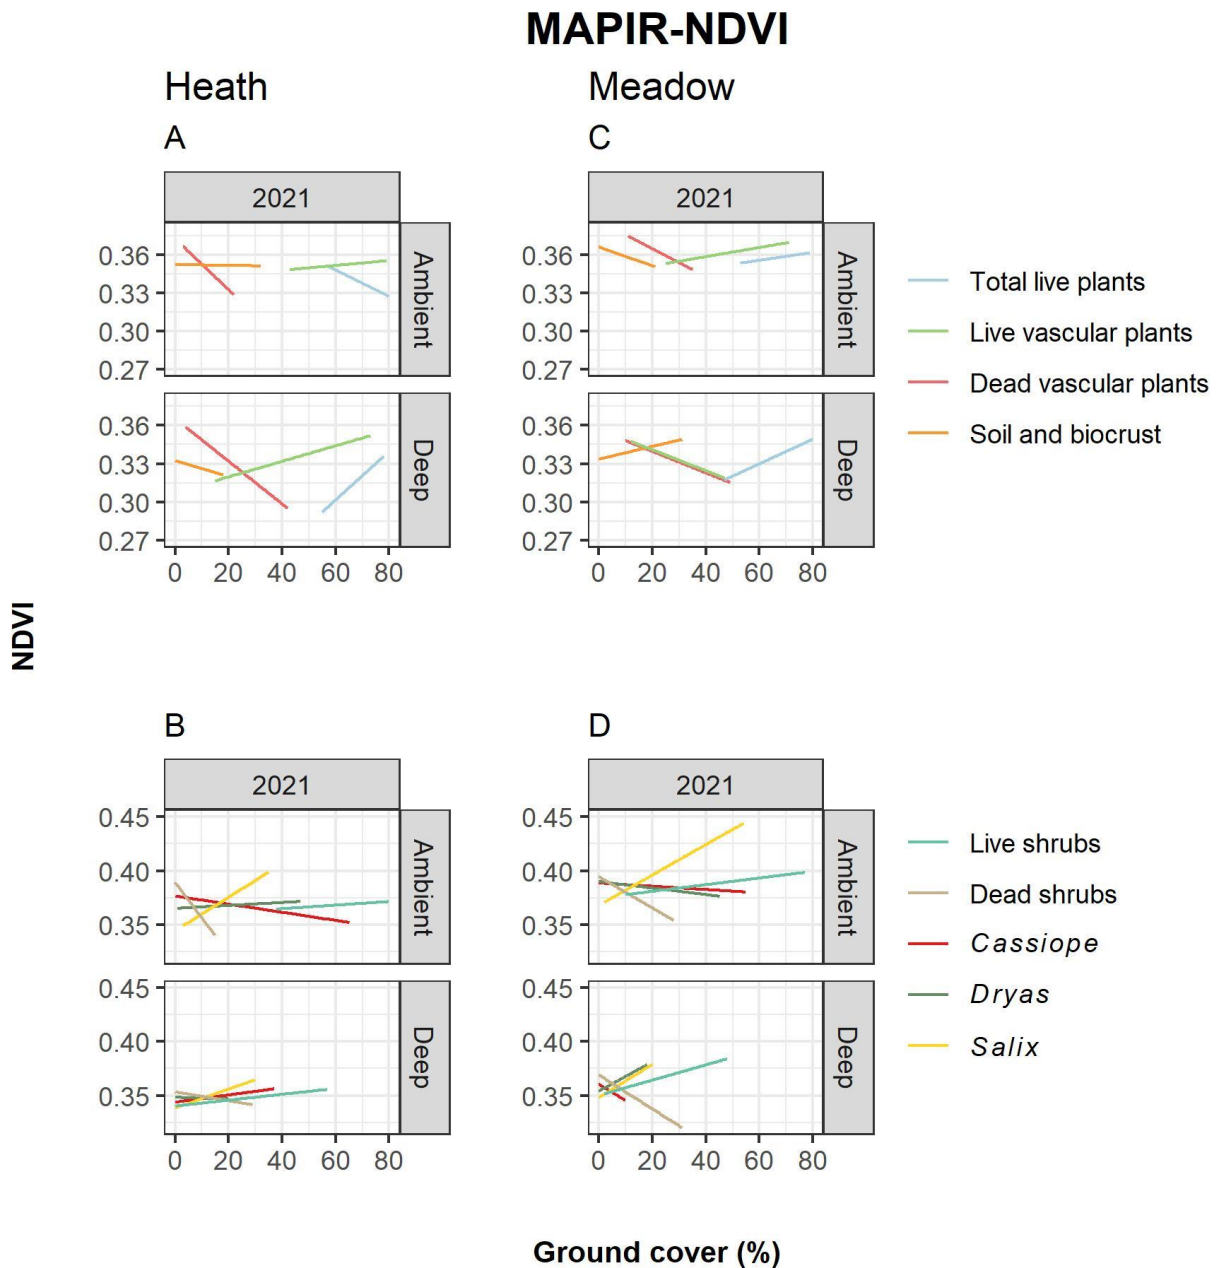 MAPIR-NDVI
Heath
Meadow
A
2021
0.36
0.33
0.30
0.27
Ambient
0.36
0.33
0.30
0.27
Deep
0 20 40 60 80
C
2021
0.36
0.33
0.30
0.27
Ambient
0.36
0.33
0.30
0.27
Deep
0 20 40 60 80
Total live plants
Live vascular plants
Dead vascular plants
Soil and biocrust
NDVI
B
2021
0.45
0.40
0.35
Ambient
0.45
0.40
0.35
Deep
0 20 40 60 80
D
2021
0.45
0.40
0.35
Ambient
0.45
0.40
0.35
Deep
0 20 40 60 80
Live shrubs
Dead shrubs
Cassiope
Dryas
Salix
Ground cover (%)